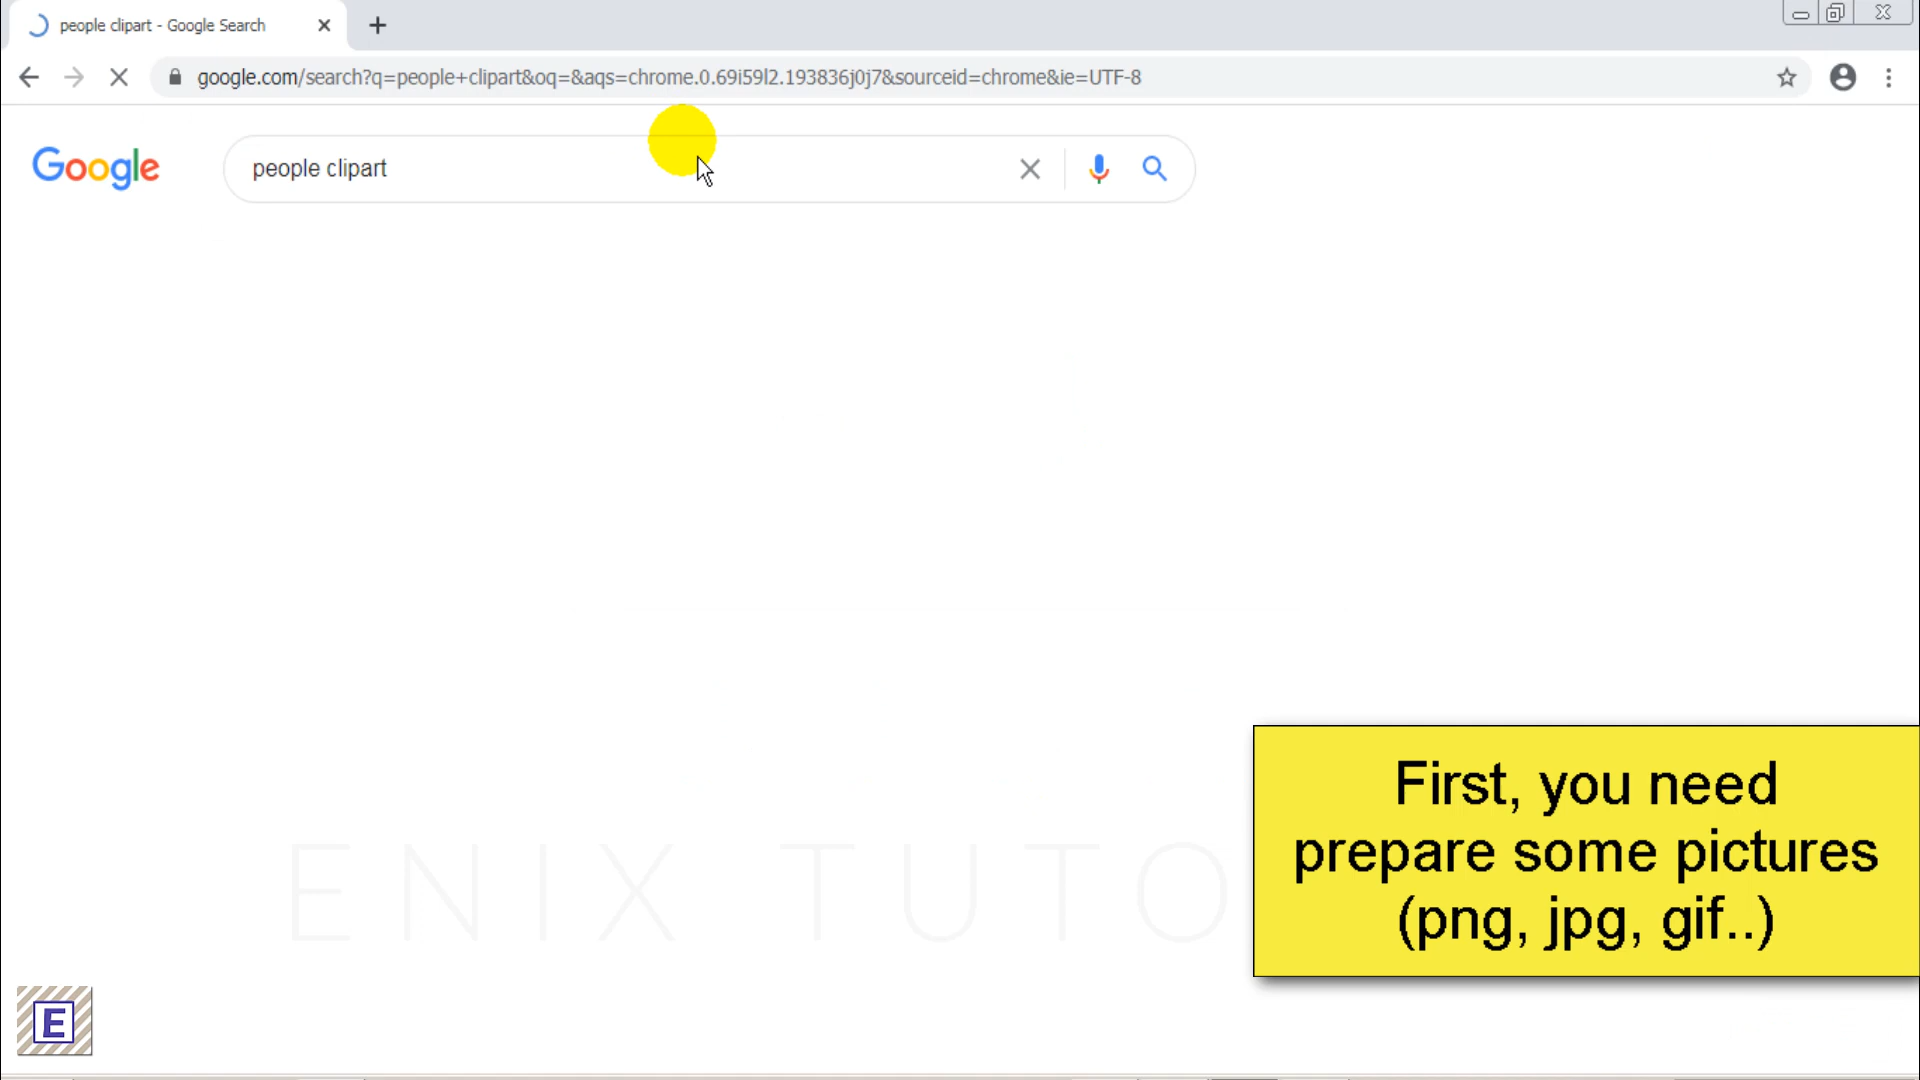 people clipart - Google Search
google.com/search?q=people+clipart&oq=&aqs=chrome.0.69i59l2.193836j0j7&sourceid=chrome&ie=UTF-8
Google
people clipart
First, you need
prepare some pictures
(png, jpg, gif..)
ENIX TUTO
E